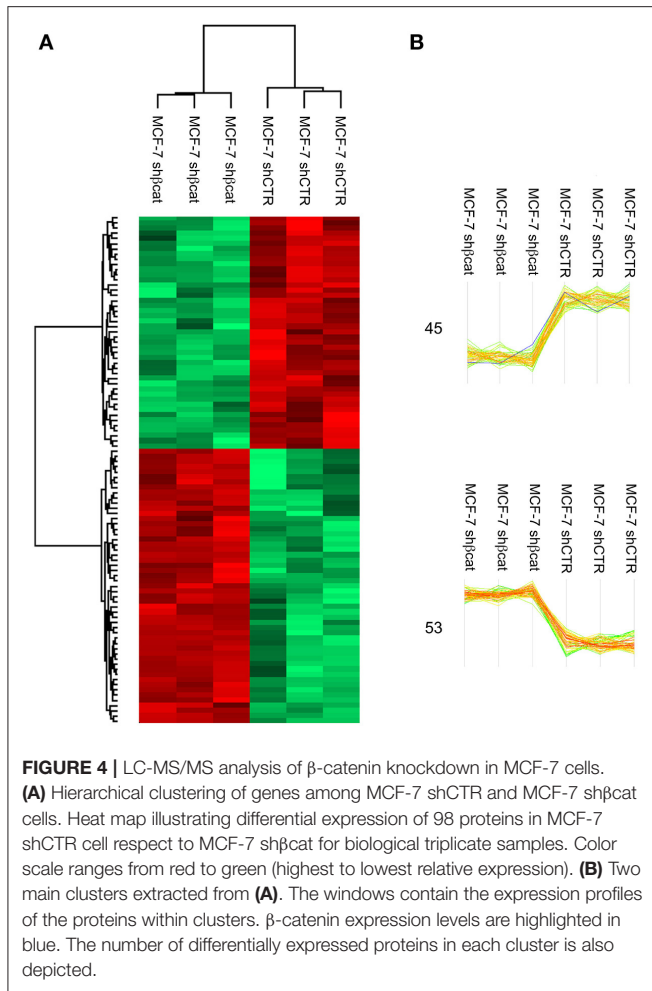 A
B
MCF-7 shβcat
MCF-7 shβcat
MCF-7 shβcat
MCF-7 shCTR
MCF-7 shCTR
MCF-7 shCTR
MCF-7 shβcat
MCF-7 shβcat
MCF-7 shβcat
MCF-7 shCTR
MCF-7 shCTR
MCF-7 shCTR
45
MCF-7 shβcat
MCF-7 shβcat
MCF-7 shβcat
MCF-7 shCTR
MCF-7 shCTR
MCF-7 shCTR
53
FIGURE 4 | LC-MS/MS analysis of β-catenin knockdown in MCF-7 cells.
(A) Hierarchical clustering of genes among MCF-7 shCTR and MCF-7 shβcat
cells. Heat map illustrating differential expression of 98 proteins in MCF-7
shCTR cell respect to MCF-7 shβcat for biological triplicate samples. Color
scale ranges from red to green (highest to lowest relative expression). (B) Two
main clusters extracted from (A). The windows contain the expression profiles
of the proteins within clusters. β-catenin expression levels are highlighted in
blue. The number of differentially expressed proteins in each cluster is also
depicted.